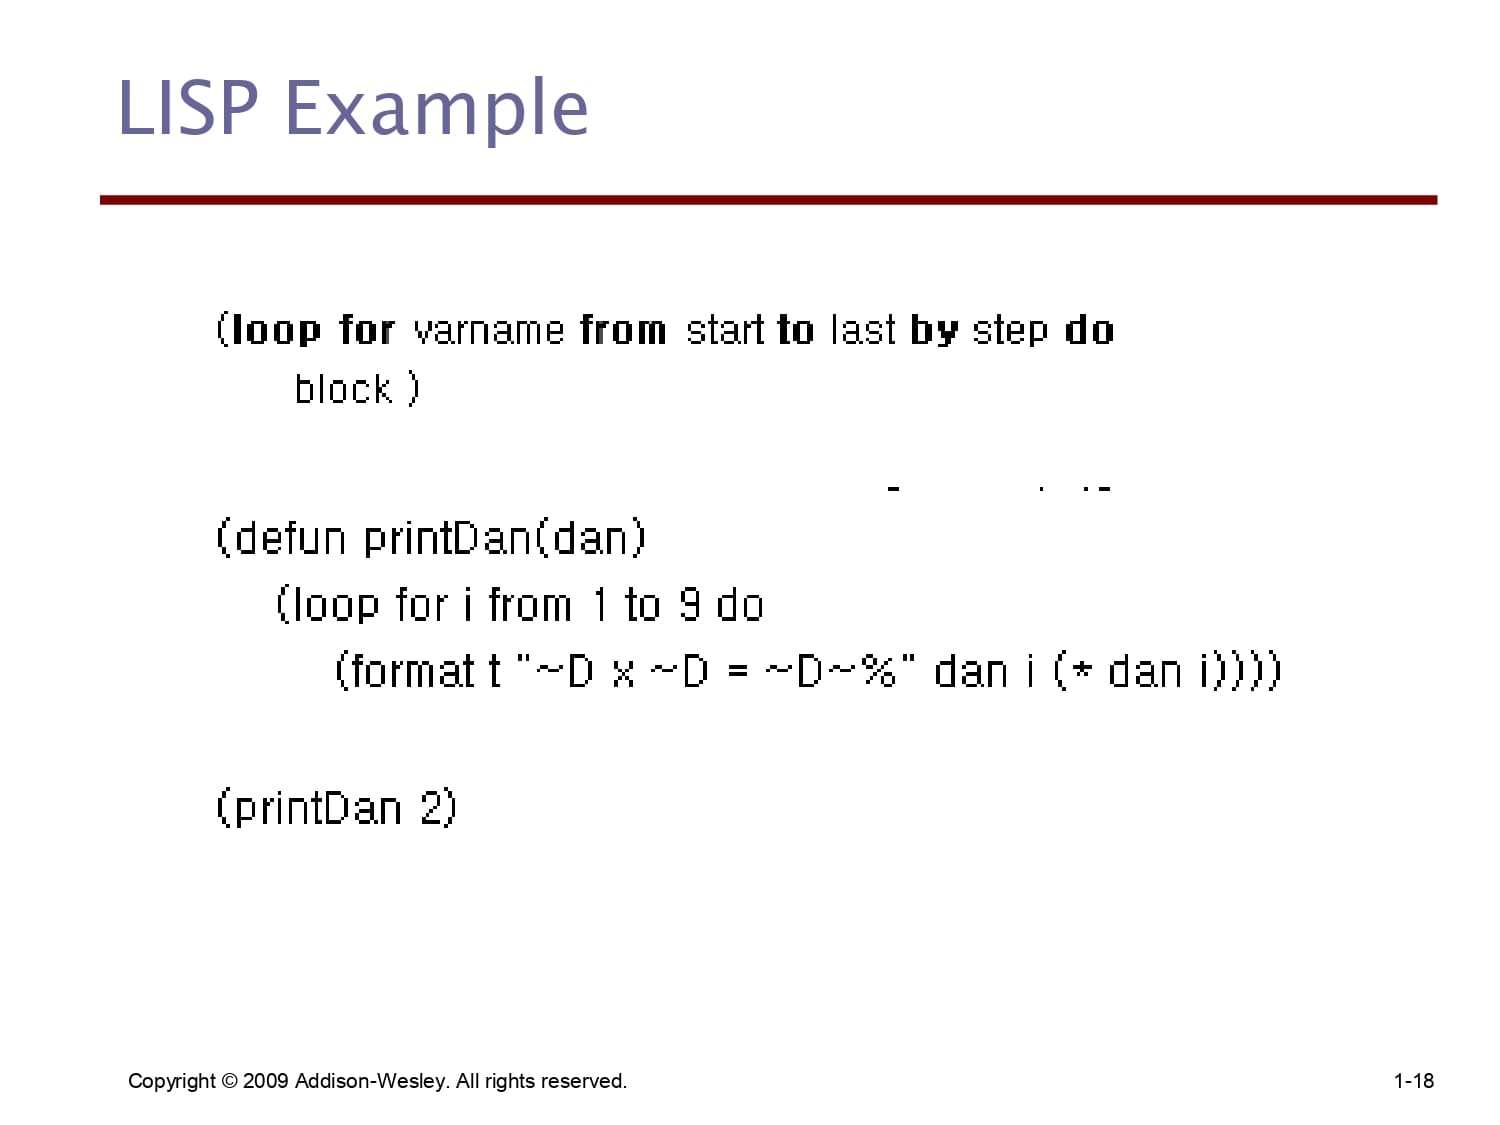 LISP Example
(loop for varname from start to last by step do
block )
(defun printDan(dan)
(loop for i from 1 to 9 do
(format t "~D x ~D = ~D~%" dan i (* dan i))))
(printDan 2)
Copyright © 2009 Addison-Wesley. All rights reserved.
1-18